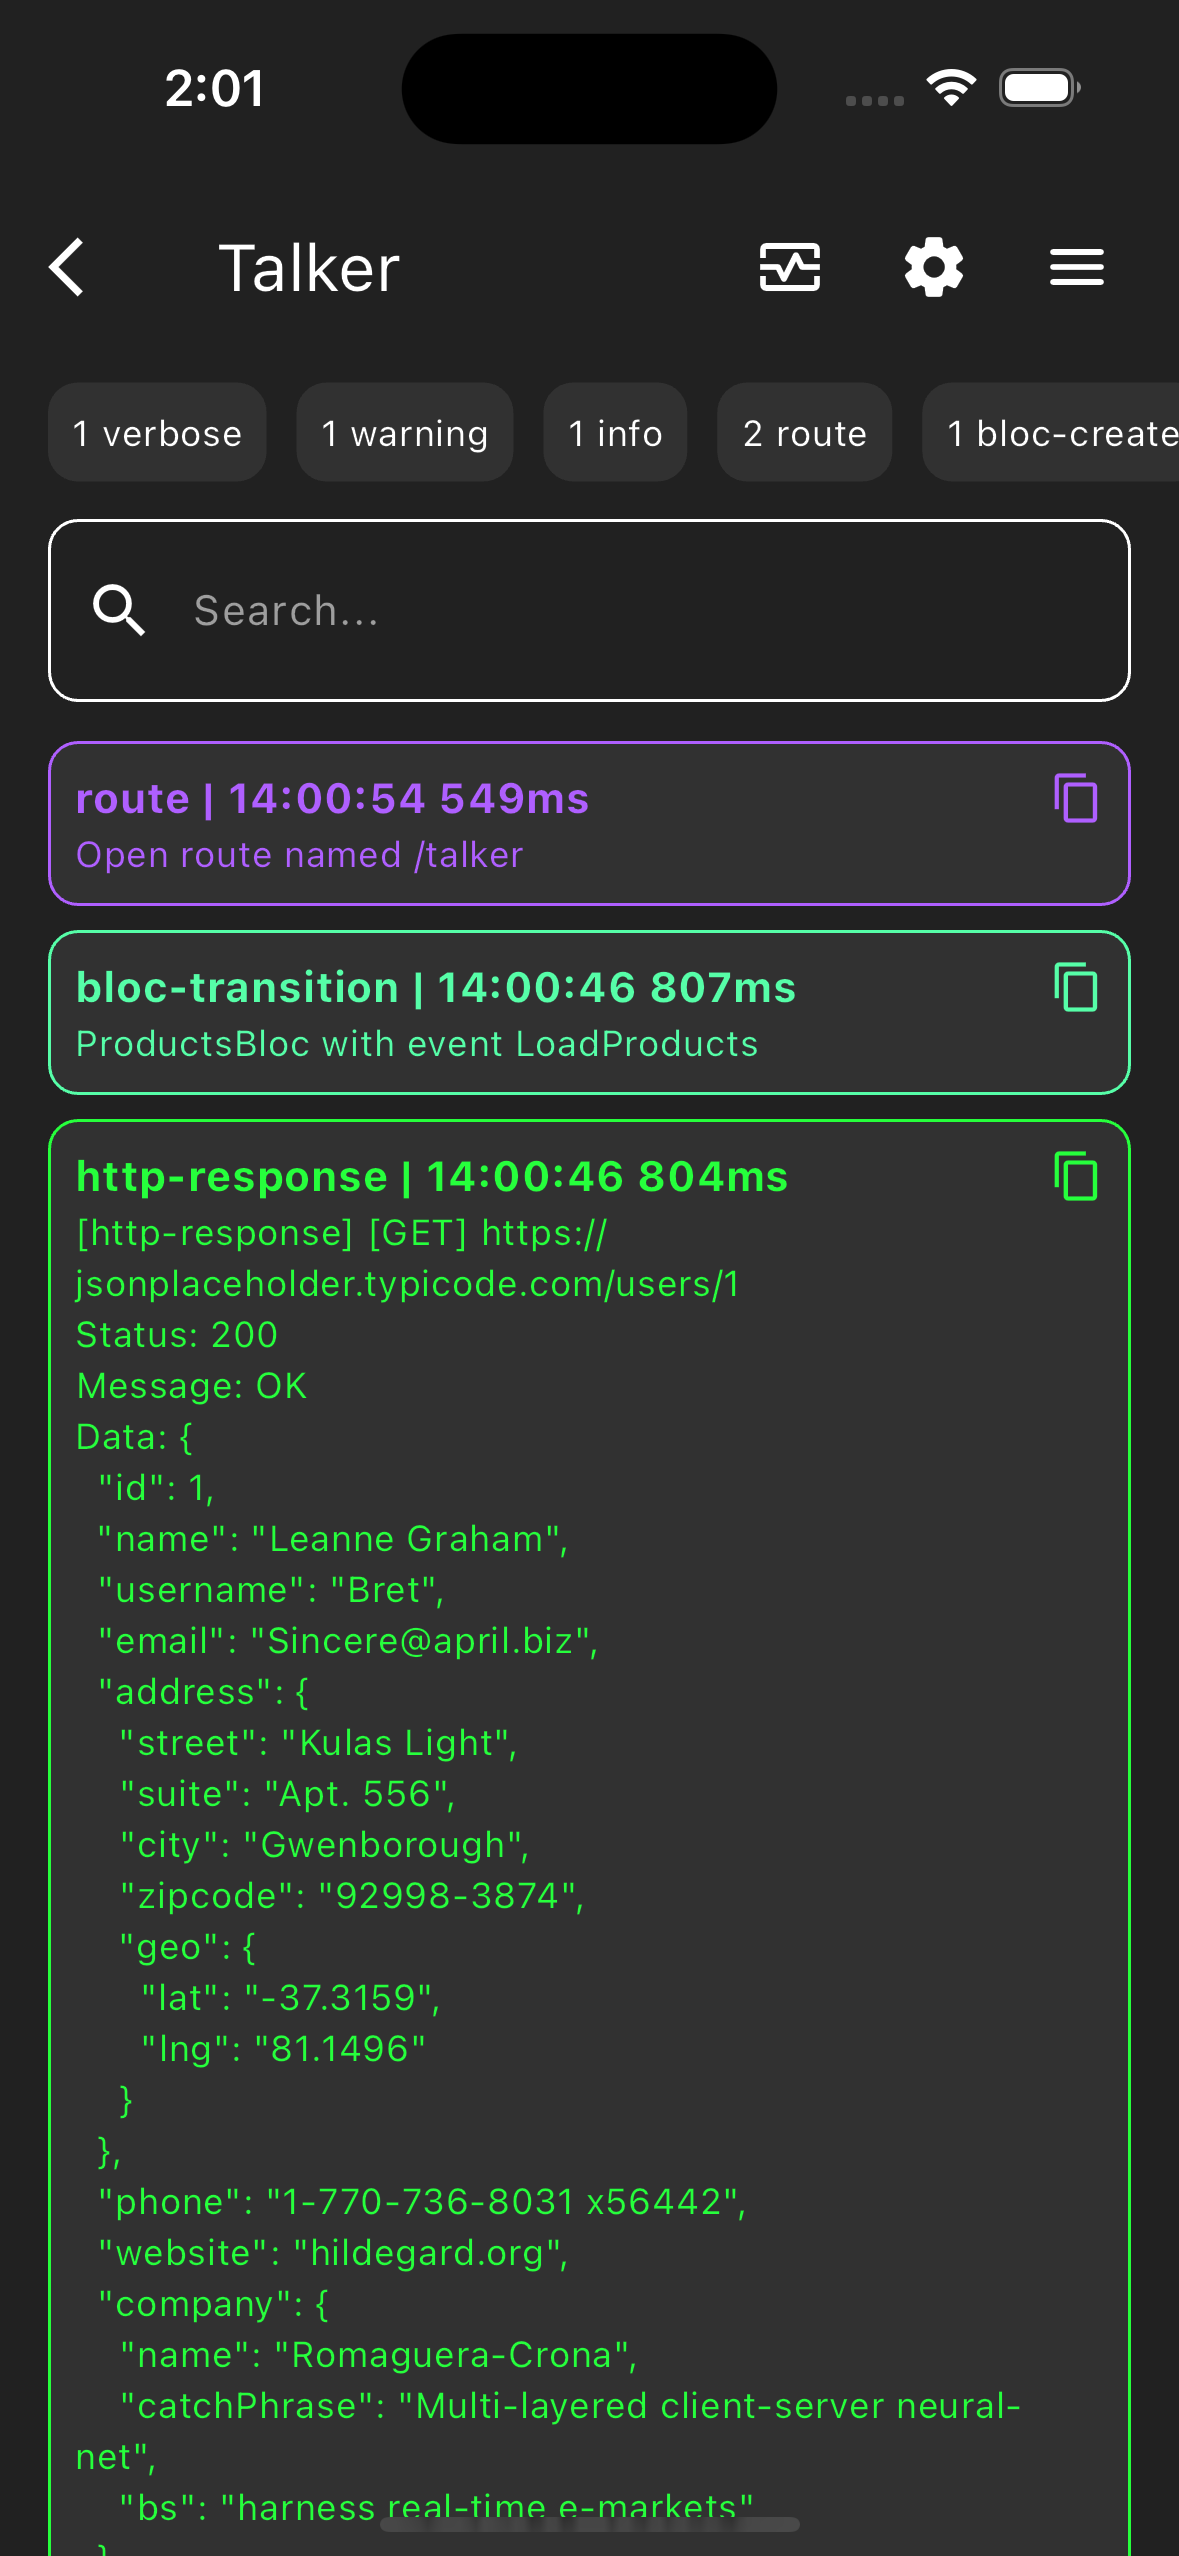 2:01
Talker
1 verbose
1 warning
1 info
2 route
1 bloc-create
Search...
route | 14:00:54 549ms
Open route named /talker
bloc-transition | 14:00:46 807ms
ProductsBloc with event LoadProducts
http-response | 14:00:46 804ms
[http-response] [GET] https://
jsonplaceholder.typicode.com/users/1
Status: 200
Message: OK
Data: {
  "id": 1,
  "name": "Leanne Graham",
  "username": "Bret",
  "email": "Sincere@april.biz",
  "address": {
    "street": "Kulas Light",
    "suite": "Apt. 556",
    "city": "Gwenborough",
    "zipcode": "92998-3874",
    "geo": {
      "lat": "-37.3159",
      "lng": "81.1496"
    }
  },
  "phone": "1-770-736-8031 x56442",
  "website": "hildegard.org",
  "company": {
    "name": "Romaguera-Crona",
    "catchPhrase": "Multi-layered client-server neural-
net",
    "bs": "harness real-time e-markets"
  }